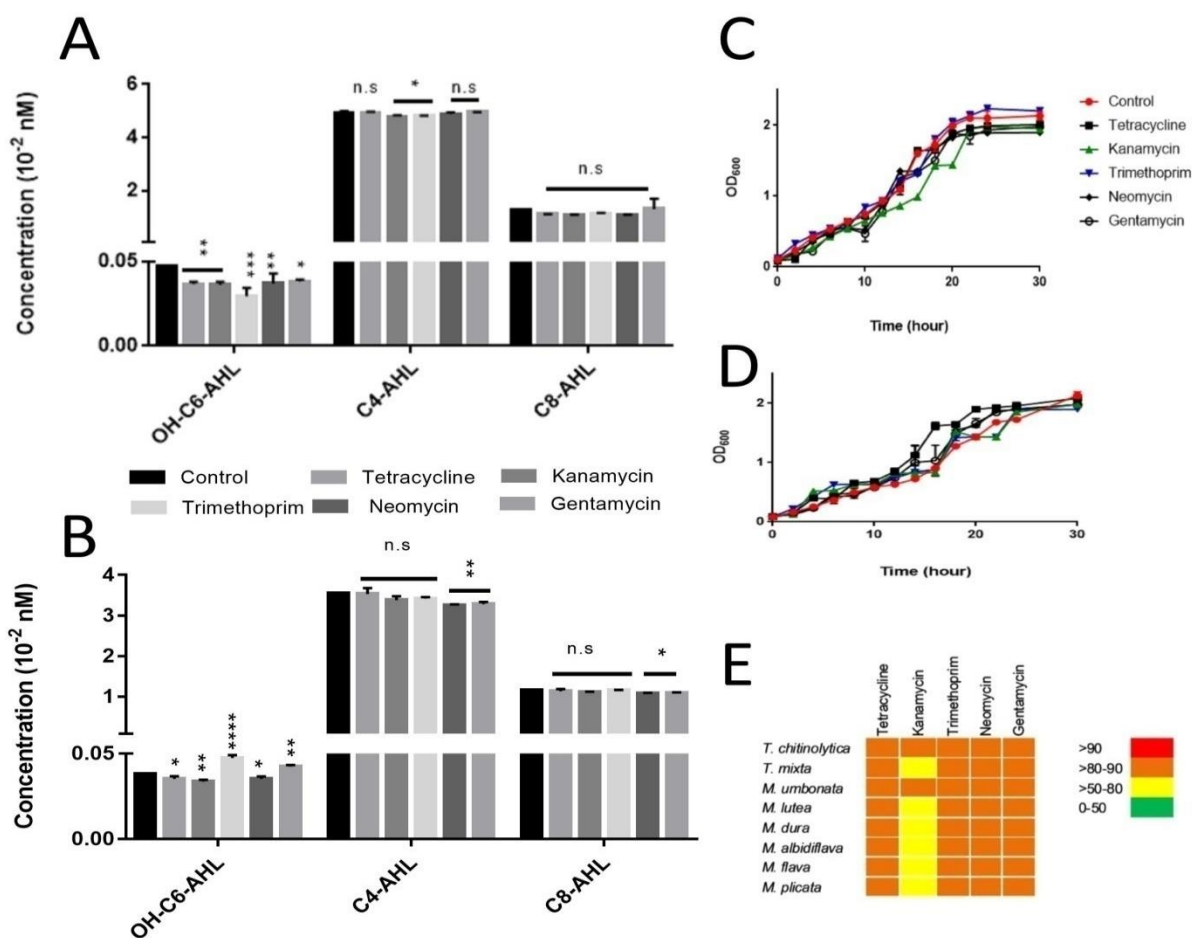 A
Concentration (10-2 nM)
6
4
2
0.05
0.00
n.s
*
n.s
n.s
**
***
**
*
OH-C6-AHL
C4-AHL
C8-AHL
Control
Tetracycline
Kanamycin
Trimethoprim
Neomycin
Gentamycin
B
Concentration (10-2 nM)
4
3
1
0.05
0.00
n.s
**
n.s
*
*
**
****
*
**
OH-C6-AHL
C4-AHL
C8-AHL
C
OD600
2
1
0
0
10
20
30
Time (hour)
Control
Tetracycline
Kanamycin
Trimethoprim
Neomycin
Gentamycin
D
OD600
2
1
0
0
10
20
30
Time (hour)
E
Tetracycline
Kanamycin
Trimethoprim
Neomycin
Gentamycin
T. chitinolytica
T. mixta
M. umbonata
M. lutea
M. dura
M. albidiflava
M. flava
M. plicata
>90
>80-90
>50-80
0-50